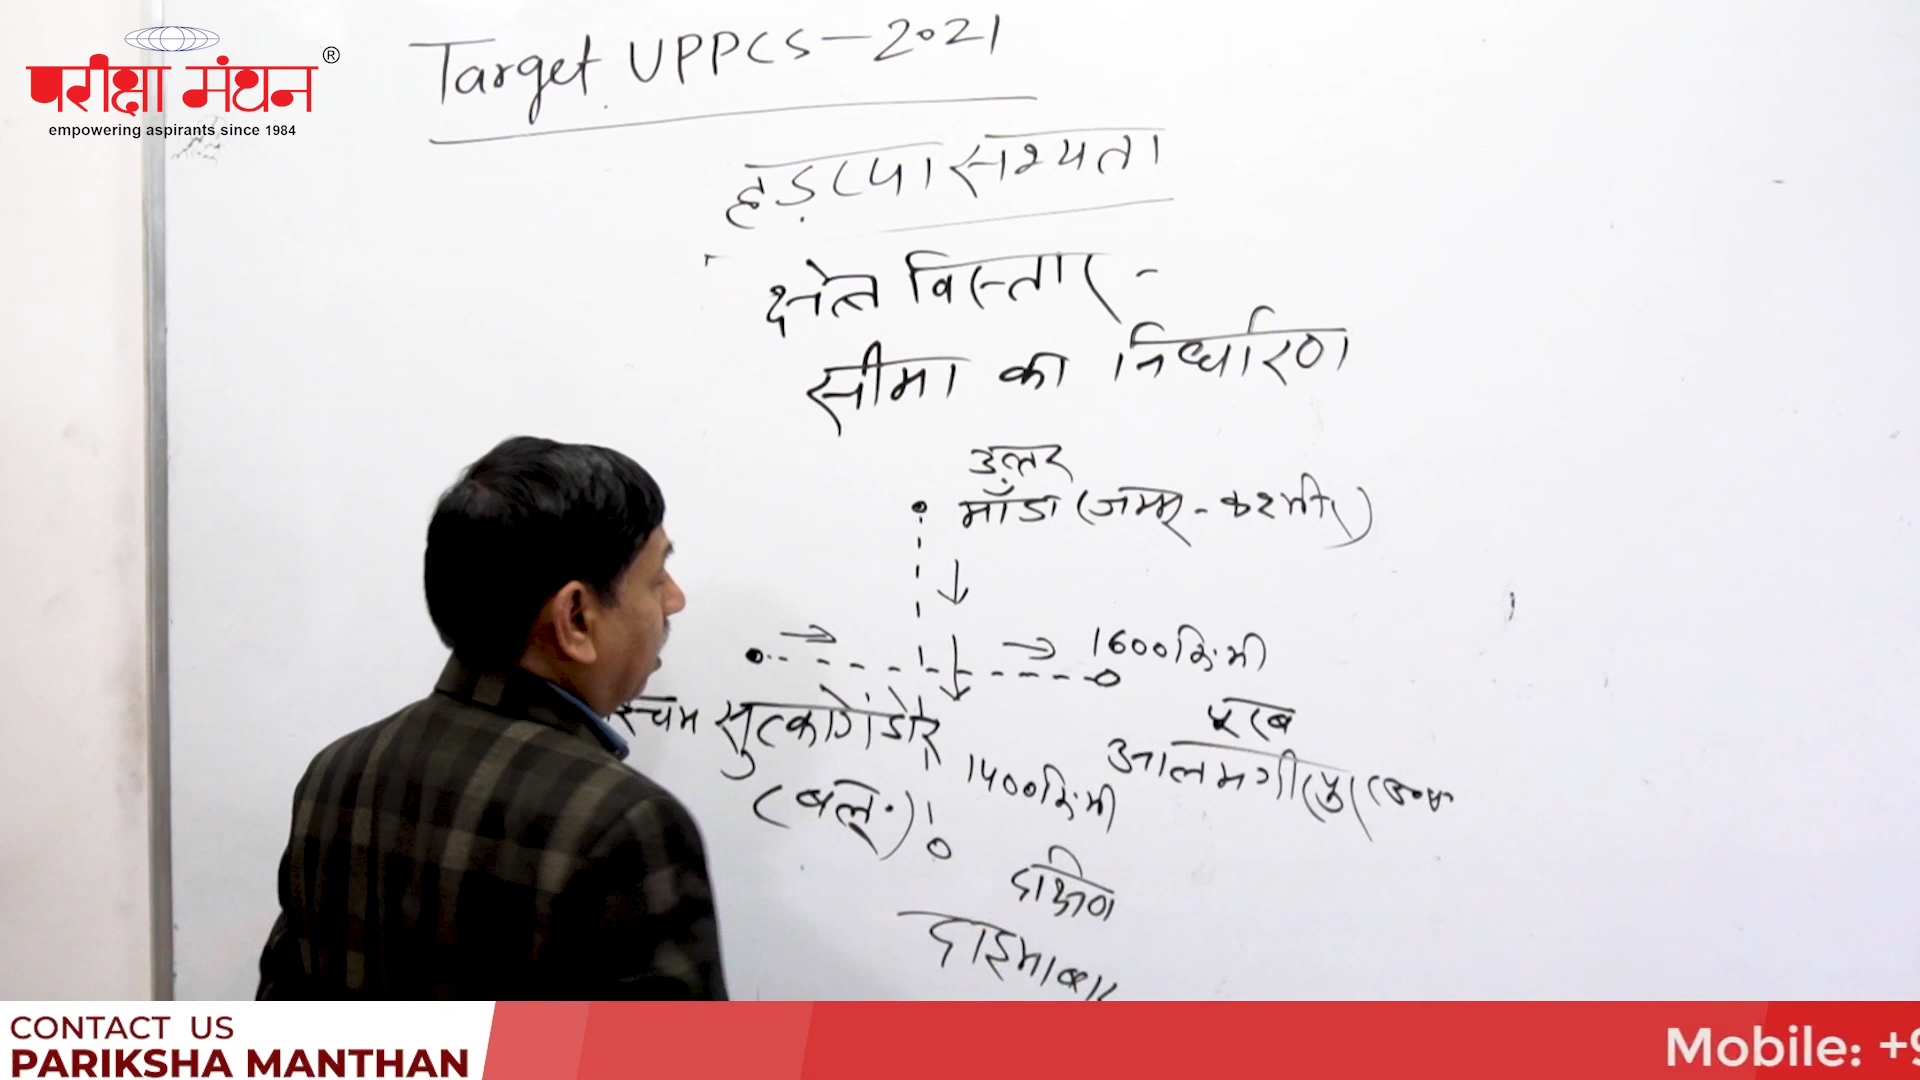 परीक्षा मंथन ®
empowering aspirants since 1984
Target UPPCS-2021
हड़प्पा सभ्यता
क्षेत्र विस्तार -
सीमा का निर्धारण
उत्तर
माँडा (जम्मू - कश्मीर)
1600 कि.मी
पूरब
सुत्कागेंडोर
आलमगीरपुर
1400 कि.मी
(बलू.)
दक्षिण
दाइमाबा
CONTACT US
PARIKSHA MANTHAN
Mobile: +9